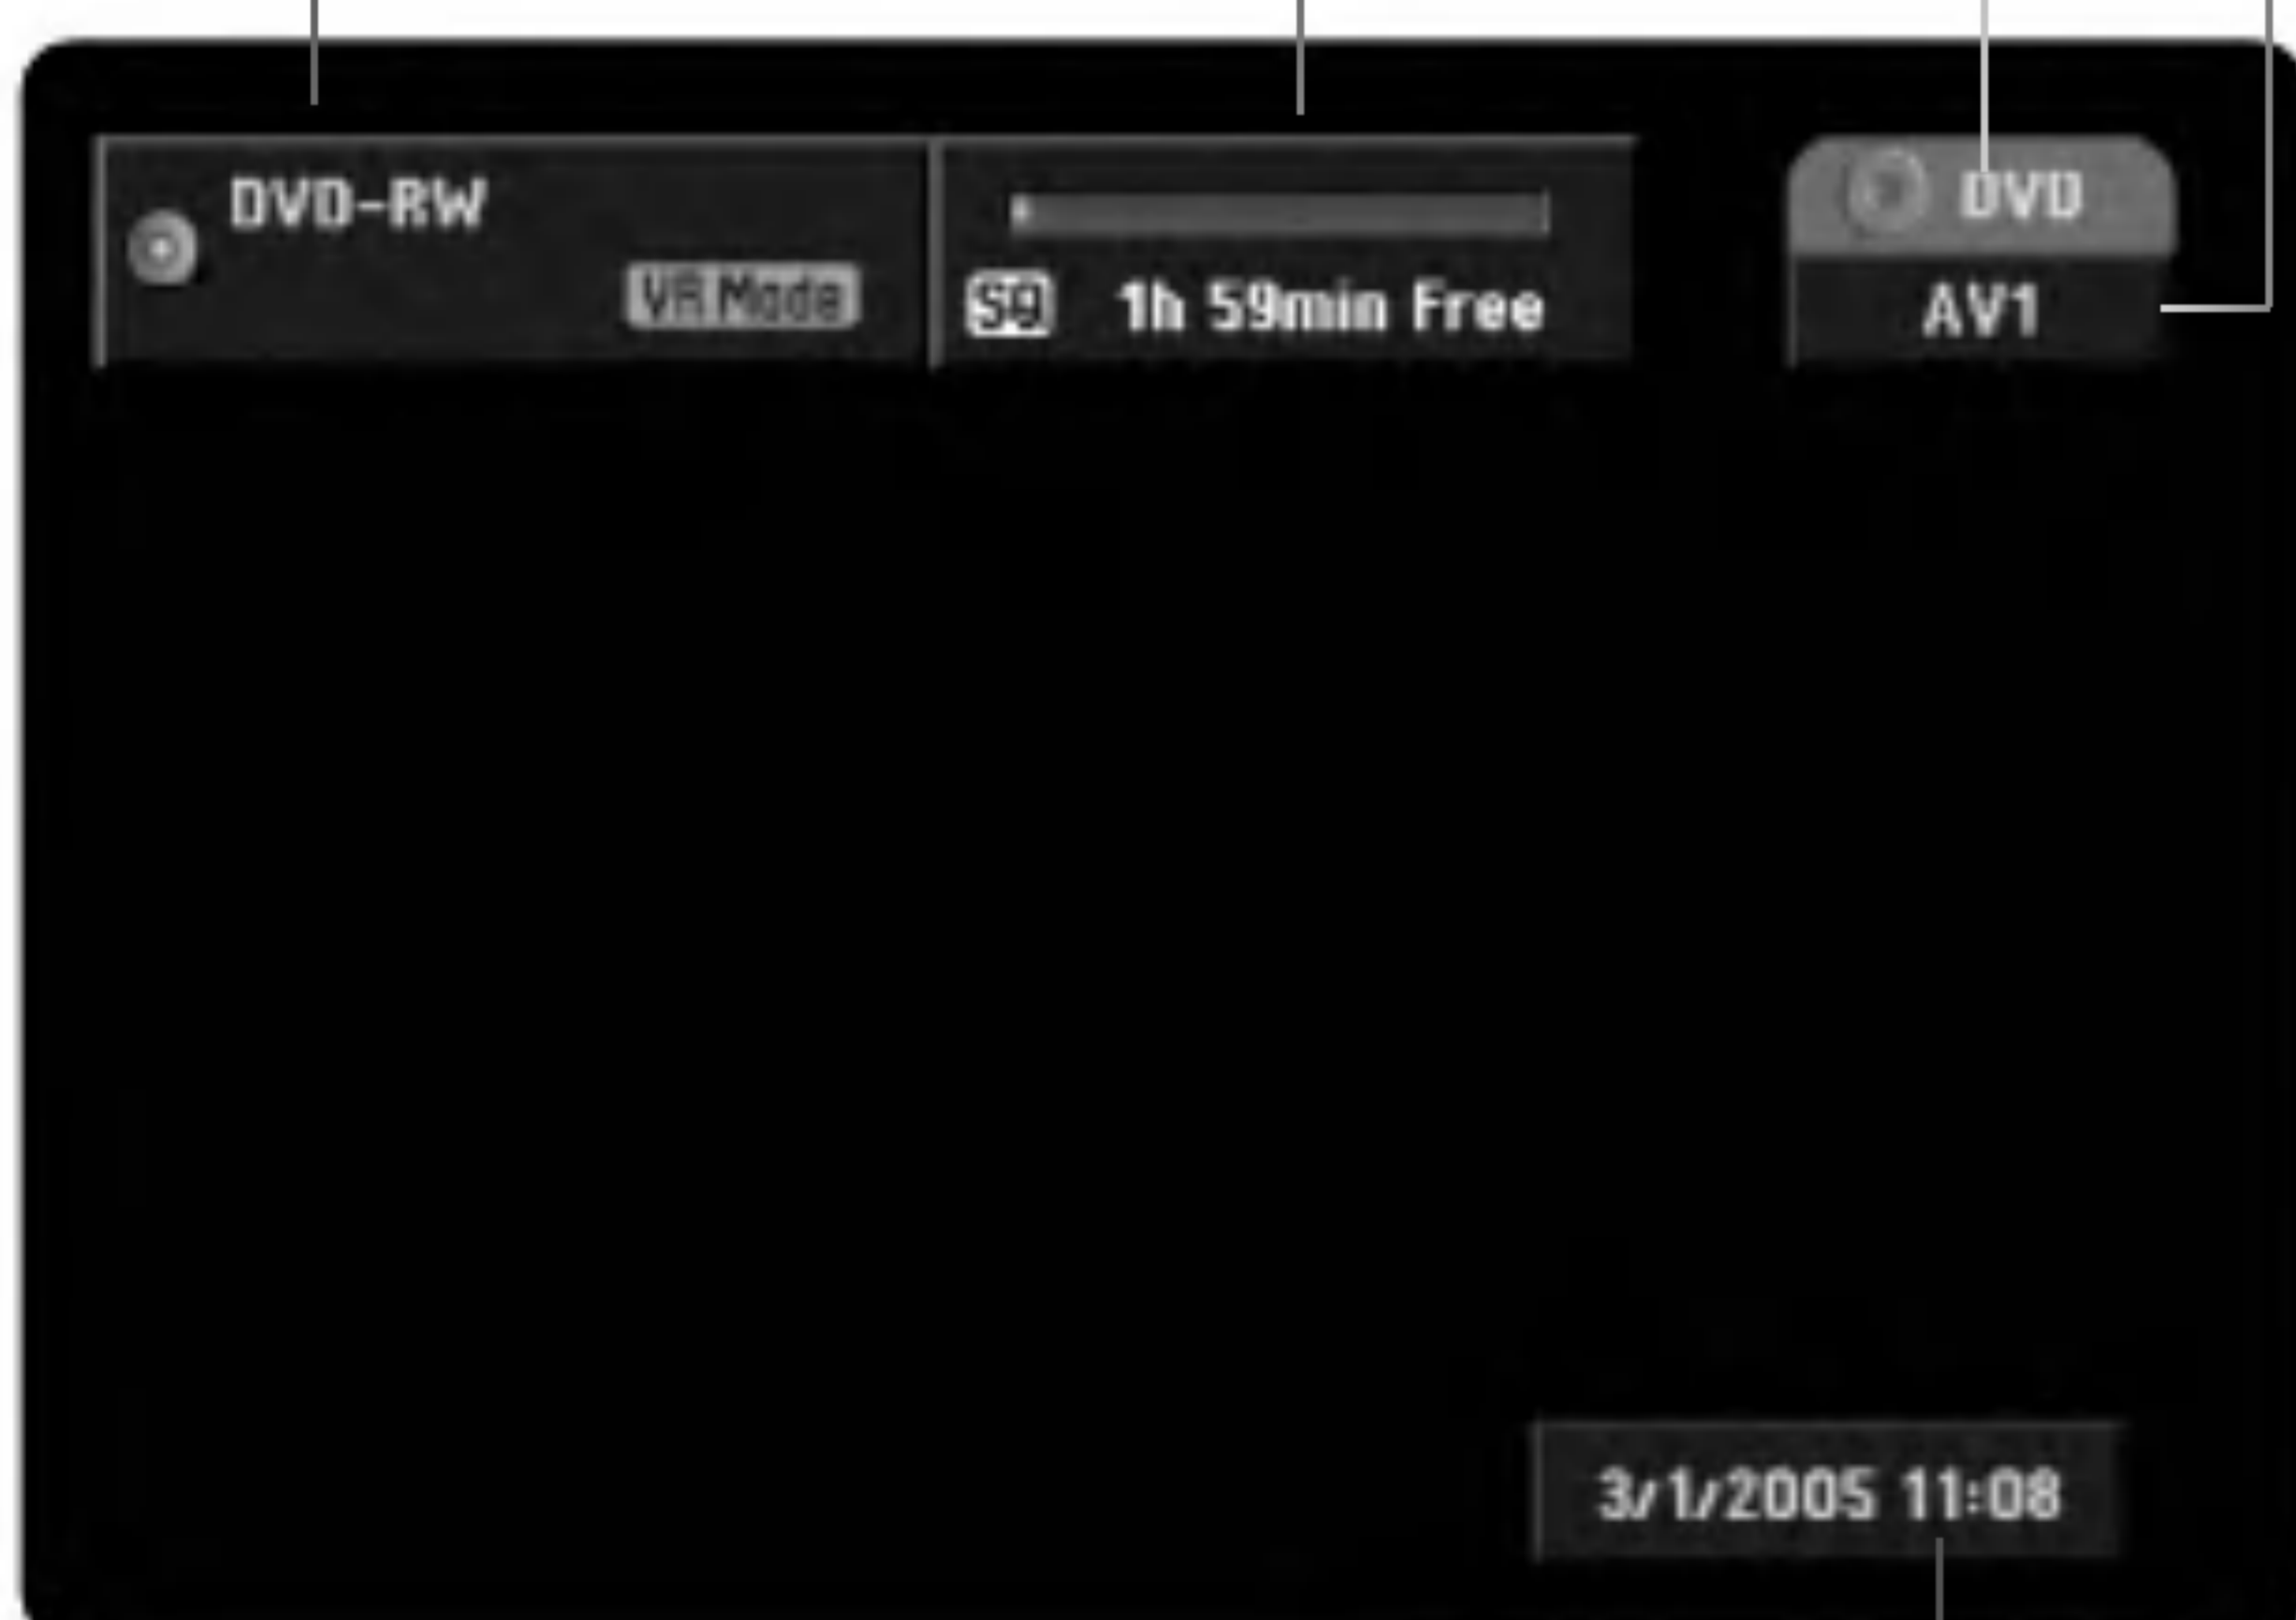 DVD-RW
VR Mode
SQ 1h 59min Free
DVD
AV1
3/1/2005 11:08